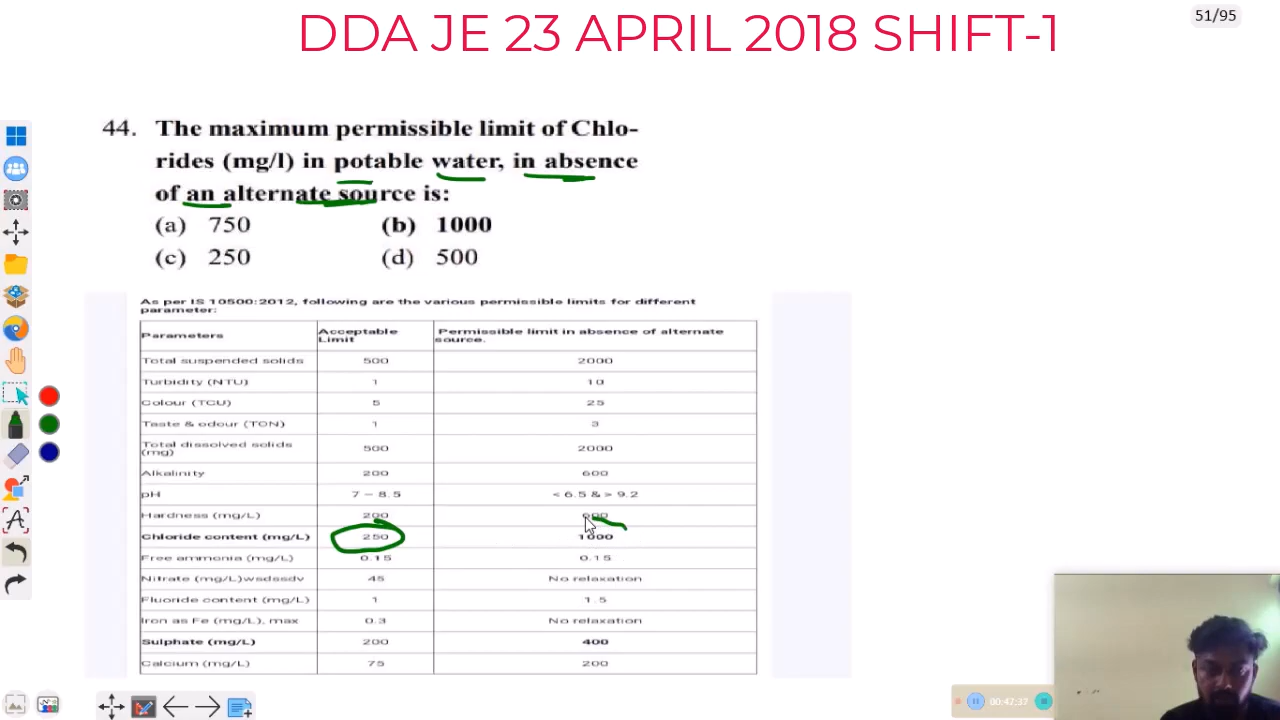 51/95
DDA JE 23 APRIL 2018 SHIFT-1
44. The maximum permissible limit of Chlo-
rides (mg/l) in potable water, in absence
of an alternate source is:
(a) 750 (b) 1000
(c) 250 (d) 500
As per IS 10500:2012, following are the various permissible limits for different
parameter:
Parameters Acceptable Limit Permissible limit in absence of alternate source.
Total suspended solids 500 2000
Turbidity (NTU) 1 10
Colour (TCU) 5 25
Taste & odour (TON) 1 3
Total dissolved solids (mg) 500 2000
Alkalinity 200 600
pH 7 – 8.5 < 6.5 & > 9.2
Hardness (mg/L) 200
Chloride content (mg/L) 250 1000
Free ammonia (mg/L) 0.15 0.15
Nitrate (mg/L)wsdssdv 45 No relaxation
Fluoride content (mg/L) 1 1.5
Iron as Fe (mg/L), max 0.3 No relaxation
Sulphate (mg/L) 200 400
Calcium (mg/L) 75 200
00:47:37